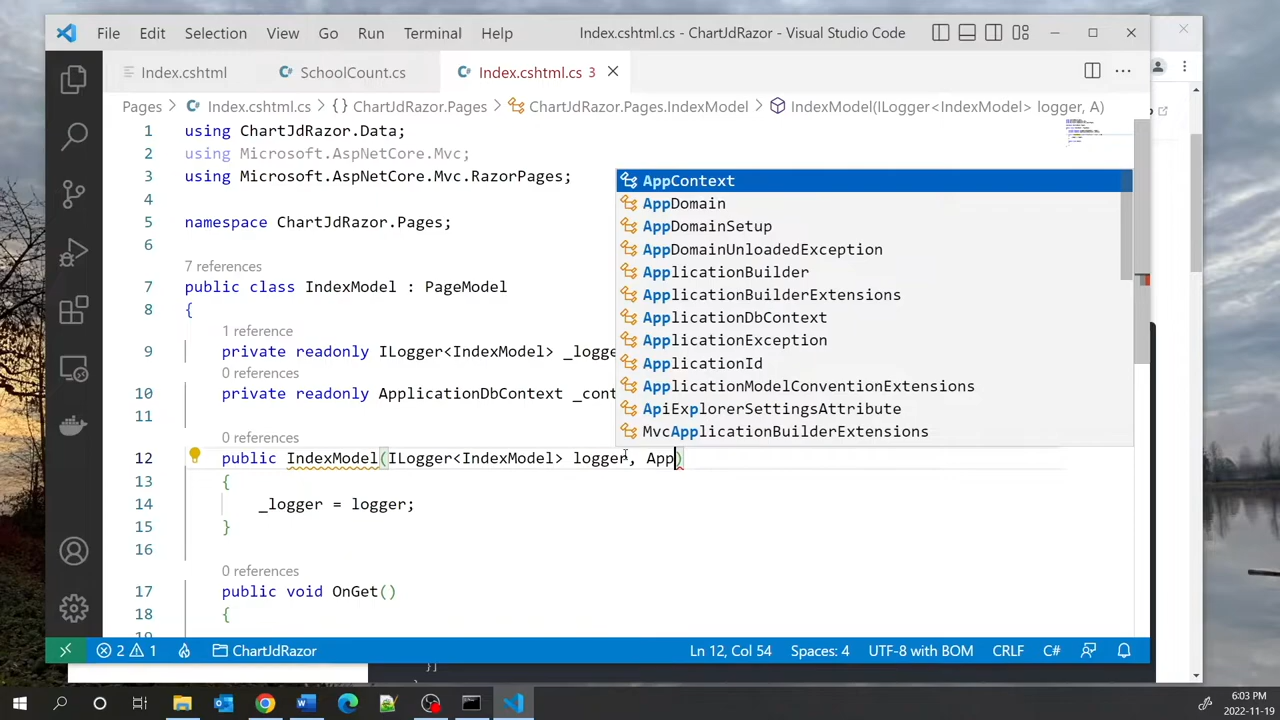 File Edit Selection View Go Run Terminal Help Index.cshtml.cs - ChartJdRazor - Visual Studio Code
Index.cshtml SchoolCount.cs Index.cshtml.cs 3
Pages Index.cshtml.cs { } ChartJdRazor.Pages ChartJdRazor.Pages.IndexModel IndexModel(ILogger<IndexModel> logger, A)
1 using ChartJdRazor.Data;
2 using Microsoft.AspNetCore.Mvc;
3 using Microsoft.AspNetCore.Mvc.RazorPages;
4
5 namespace ChartJdRazor.Pages;
6
7 references
7 public class IndexModel : PageModel
8 {
1 reference
9 private readonly ILogger<IndexModel> _logge
0 references
10 private readonly ApplicationDbContext _cont
11
0 references
12 public IndexModel(ILogger<IndexModel> logger, App)
13 {
14 _logger = logger;
15 }
16
0 references
17 public void OnGet()
18 {
19
AppContext
AppDomain
AppDomainSetup
AppDomainUnloadedException
ApplicationBuilder
ApplicationBuilderExtensions
ApplicationDbContext
ApplicationException
ApplicationId
ApplicationModelConventionExtensions
ApiExplorerSettingsAttribute
MvcApplicationBuilderExtensions
2 1 ChartJdRazor Ln 12, Col 54 Spaces: 4 UTF-8 with BOM CRLF C#
}]
6:03 PM
2022-11-19